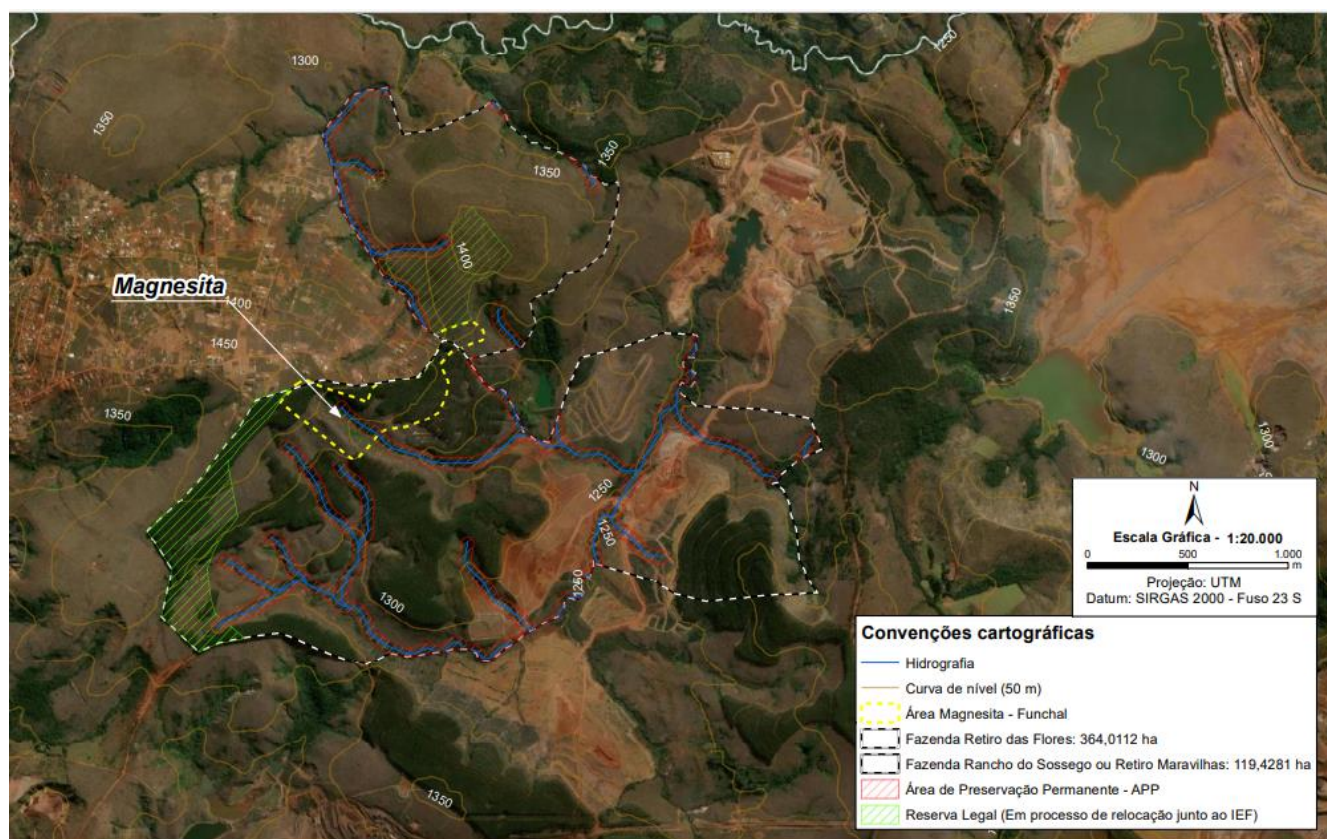 1300
1250
1350
1350
1350
1400
Magnesita
1400
1450
1350
1350
1300
1300
1250
1250
1250
1300
1350
N
Escala Gráfica - 1:20.000
0 500 1.000
m
Projeção: UTM
Datum: SIRGAS 2000 - Fuso 23 S
Convenções cartográficas
Hidrografia
Curva de nível (50 m)
Área Magnesita - Funchal
Fazenda Retiro das Flores: 364,0112 ha
Fazenda Rancho do Sossego ou Retiro Maravilhas: 119,4281 ha
Área de Preservação Permanente - APP
Reserva Legal (Em processo de relocação junto ao IEF)